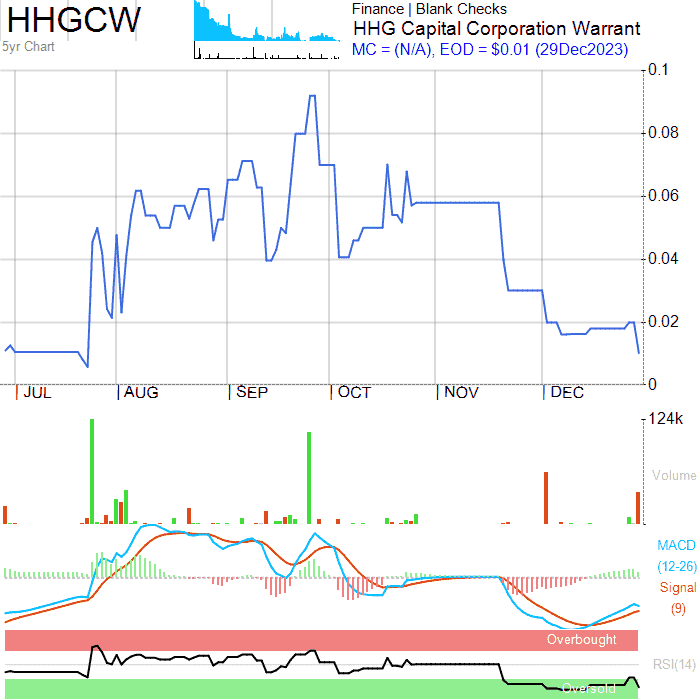 HHGCW
5yr Chart
Finance | Blank Checks
HHG Capital Corporation Warrant
MC = (N/A), EOD = $0.01 (29Dec2023)
0.1
0.08
0.06
0.04
0.02
0
JUL AUG SEP OCT NOV DEC
124k
Volume
MACD
(12-26)
Signal
(9)
Overbought
RSI(14)
Oversold